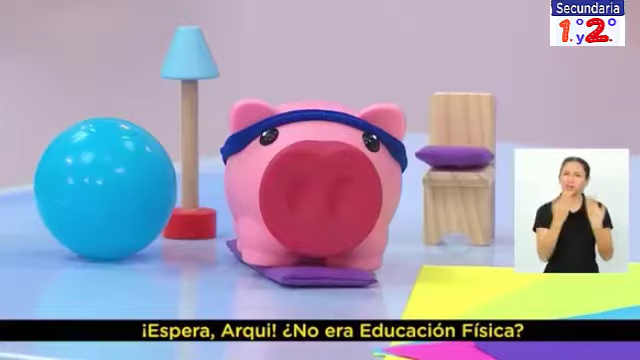 Secundaria
1.° y 2.°
¡Espera, Arqui! ¿No era Educación Física?